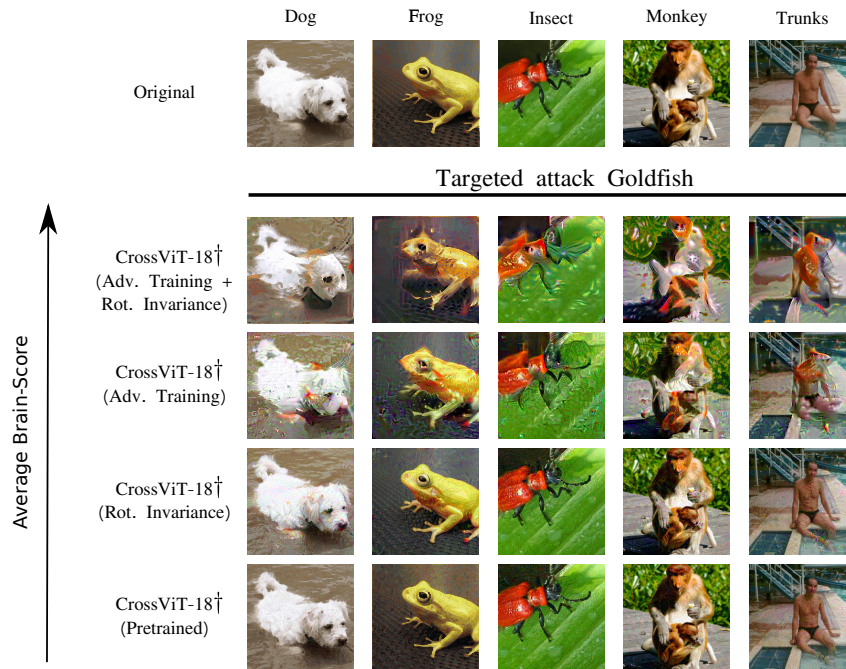 Dog Frog Insect Monkey Trunks
Original
Targeted attack Goldfish
Average Brain-Score
CrossViT-18†
(Adv. Training +
Rot. Invariance)
CrossViT-18†
(Adv. Training)
CrossViT-18†
(Rot. Invariance)
CrossViT-18†
(Pretrained)